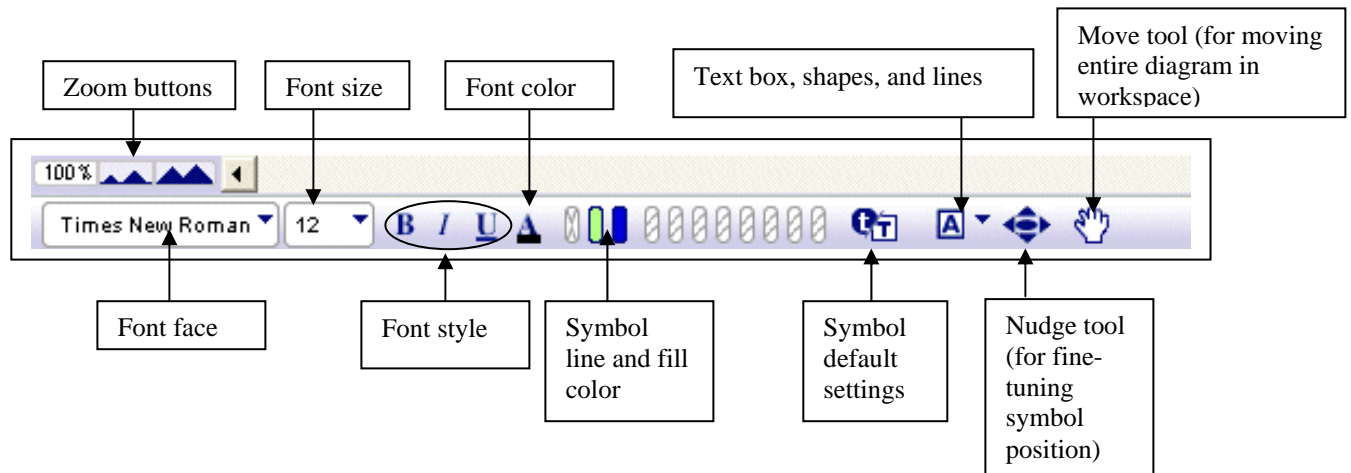 Move tool (for moving
entire diagram in
workspace)
Zoom buttons
Font size
Font color
Text box, shapes, and lines
100%
Times New Roman
12
B I U A
t T
A
Font face
Font style
Symbol
line and fill
color
Symbol
default
settings
Nudge tool
(for fine-
tuning
symbol
position)